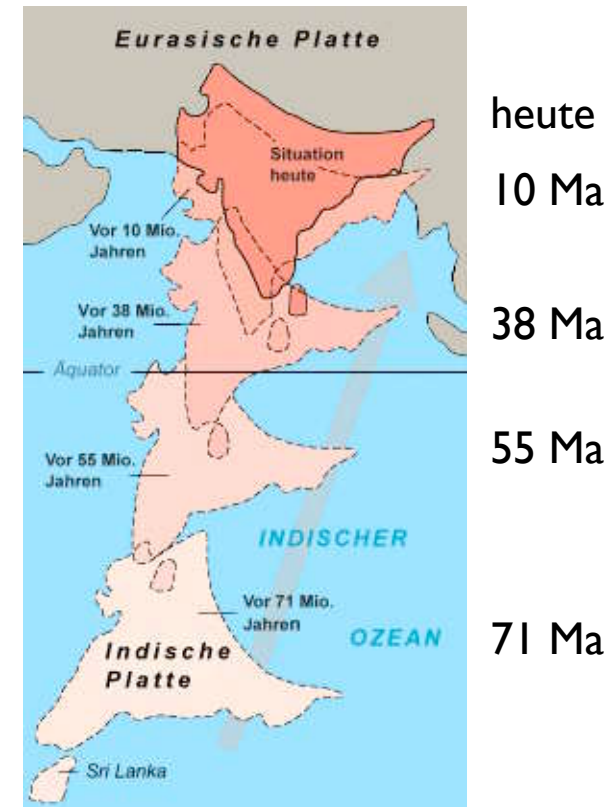 Eurasische Platte
heute
Situation
heute
10 Ma
Vor 10 Mio.
Jahren
Vor 38 Mio.
Jahren
38 Ma
Äquator
55 Ma
Vor 55 Mio.
Jahren
INDISCHER
OZEAN
Vor 71 Mio.
Jahren
71 Ma
Indische
Platte
Sri Lanka